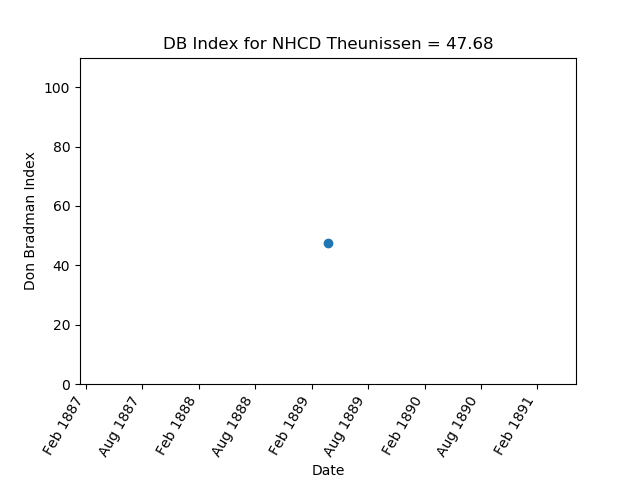 DB Index for NHCD Theunissen = 47.68
100
80
60
40
20
0
Don Bradman Index
Feb 1887
Aug 1887
Feb 1888
Aug 1888
Feb 1889
Aug 1889
Feb 1890
Aug 1890
Feb 1891
Date